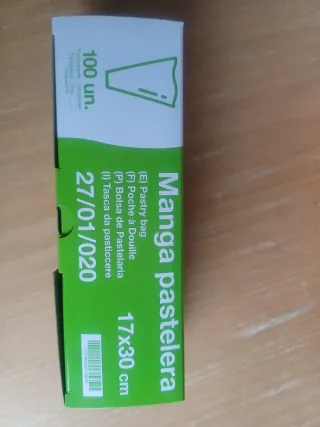 Manga pastelera
(E) Pastry bag
(F) Poche à Douille
(P) Bolsa de Pastelaria
(I) Tasca da pasticcere
27/01/020
17x30 cm
100 un.